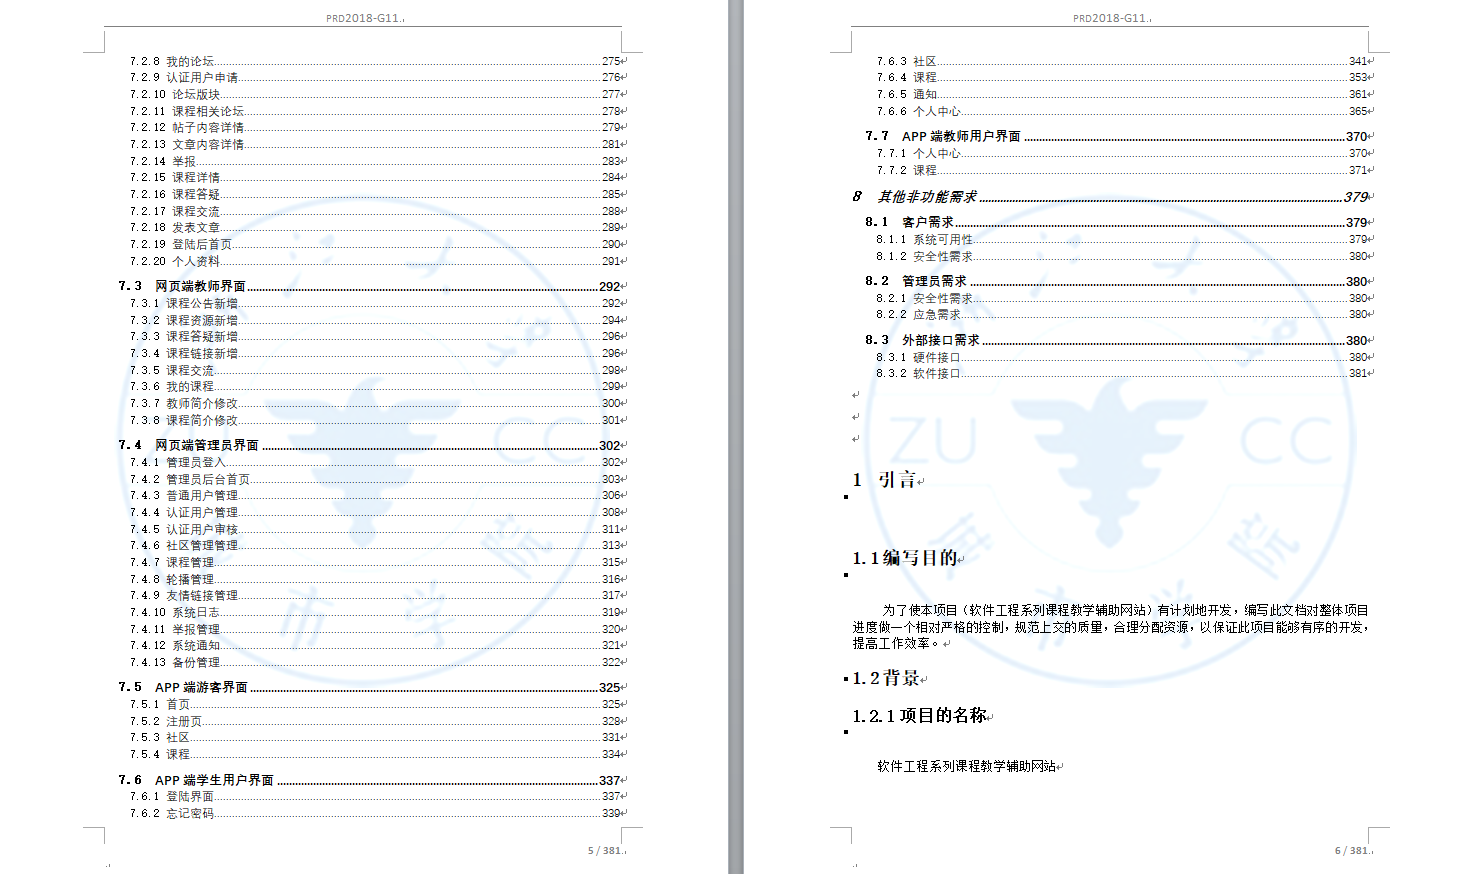 PRD2018-G11.
7.2.8 我的论坛 275
7.2.9 认证用户申请 276
7.2.10 论坛版块 277
7.2.11 课程相关论坛 278
7.2.12 帖子内容详情 279
7.2.13 文章内容详情 281
7.2.14 举报 283
7.2.15 课程详情 284
7.2.16 课程答疑 285
7.2.17 课程交流 288
7.2.18 发表文章 289
7.2.19 登陆后首页 290
7.2.20 个人资料 291
7.3 网页端教师界面 292
7.3.1 课程公告新增 292
7.3.2 课程资源新增 294
7.3.3 课程答疑新增 296
7.3.4 课程链接新增 296
7.3.5 课程交流 298
7.3.6 我的课程 299
7.3.7 教师简介修改 300
7.3.8 课程简介修改 301
7.4 网页端管理员界面 302
7.4.1 管理员登入 302
7.4.2 管理员后台首页 303
7.4.3 普通用户管理 306
7.4.4 认证用户管理 308
7.4.5 认证用户审核 311
7.4.6 社区管理管理 313
7.4.7 课程管理 315
7.4.8 轮播管理 316
7.4.9 友情链接管理 317
7.4.10 系统日志 319
7.4.11 举报管理 320
7.4.12 系统通知 321
7.4.13 备份管理 322
7.5 APP 端游客界面 325
7.5.1 首页 325
7.5.2 注册页 328
7.5.3 社区 331
7.5.4 课程 334
7.6 APP 端学生用户界面 337
7.6.1 登陆界面 337
7.6.2 忘记密码 339
5 / 381.
PRD2018-G11.
7.6.3 社区 341
7.6.4 课程 353
7.6.5 通知 361
7.6.6 个人中心 365
7.7 APP 端教师用户界面 370
7.7.1 个人中心 370
7.7.2 课程 371
8 其他非功能需求 379
8.1 客户需求 379
8.1.1 系统可用性 379
8.1.2 安全性需求 380
8.2 管理员需求 380
8.2.1 安全性需求 380
8.2.2 应急需求 380
8.3 外部接口需求 380
8.3.1 硬件接口 380
8.3.2 软件接口 381
ZU CC
1 引言
1.1编写目的
为了使本项目（软件工程系列课程教学辅助网站）有计划地开发，编写此文档对整体项目
进度做一个相对严格的控制，规范上交的质量，合理分配资源，以保证此项目能够有序的开发，
提高工作效率。
1.2背景
1.2.1项目的名称
软件工程系列课程教学辅助网站
6 / 381.